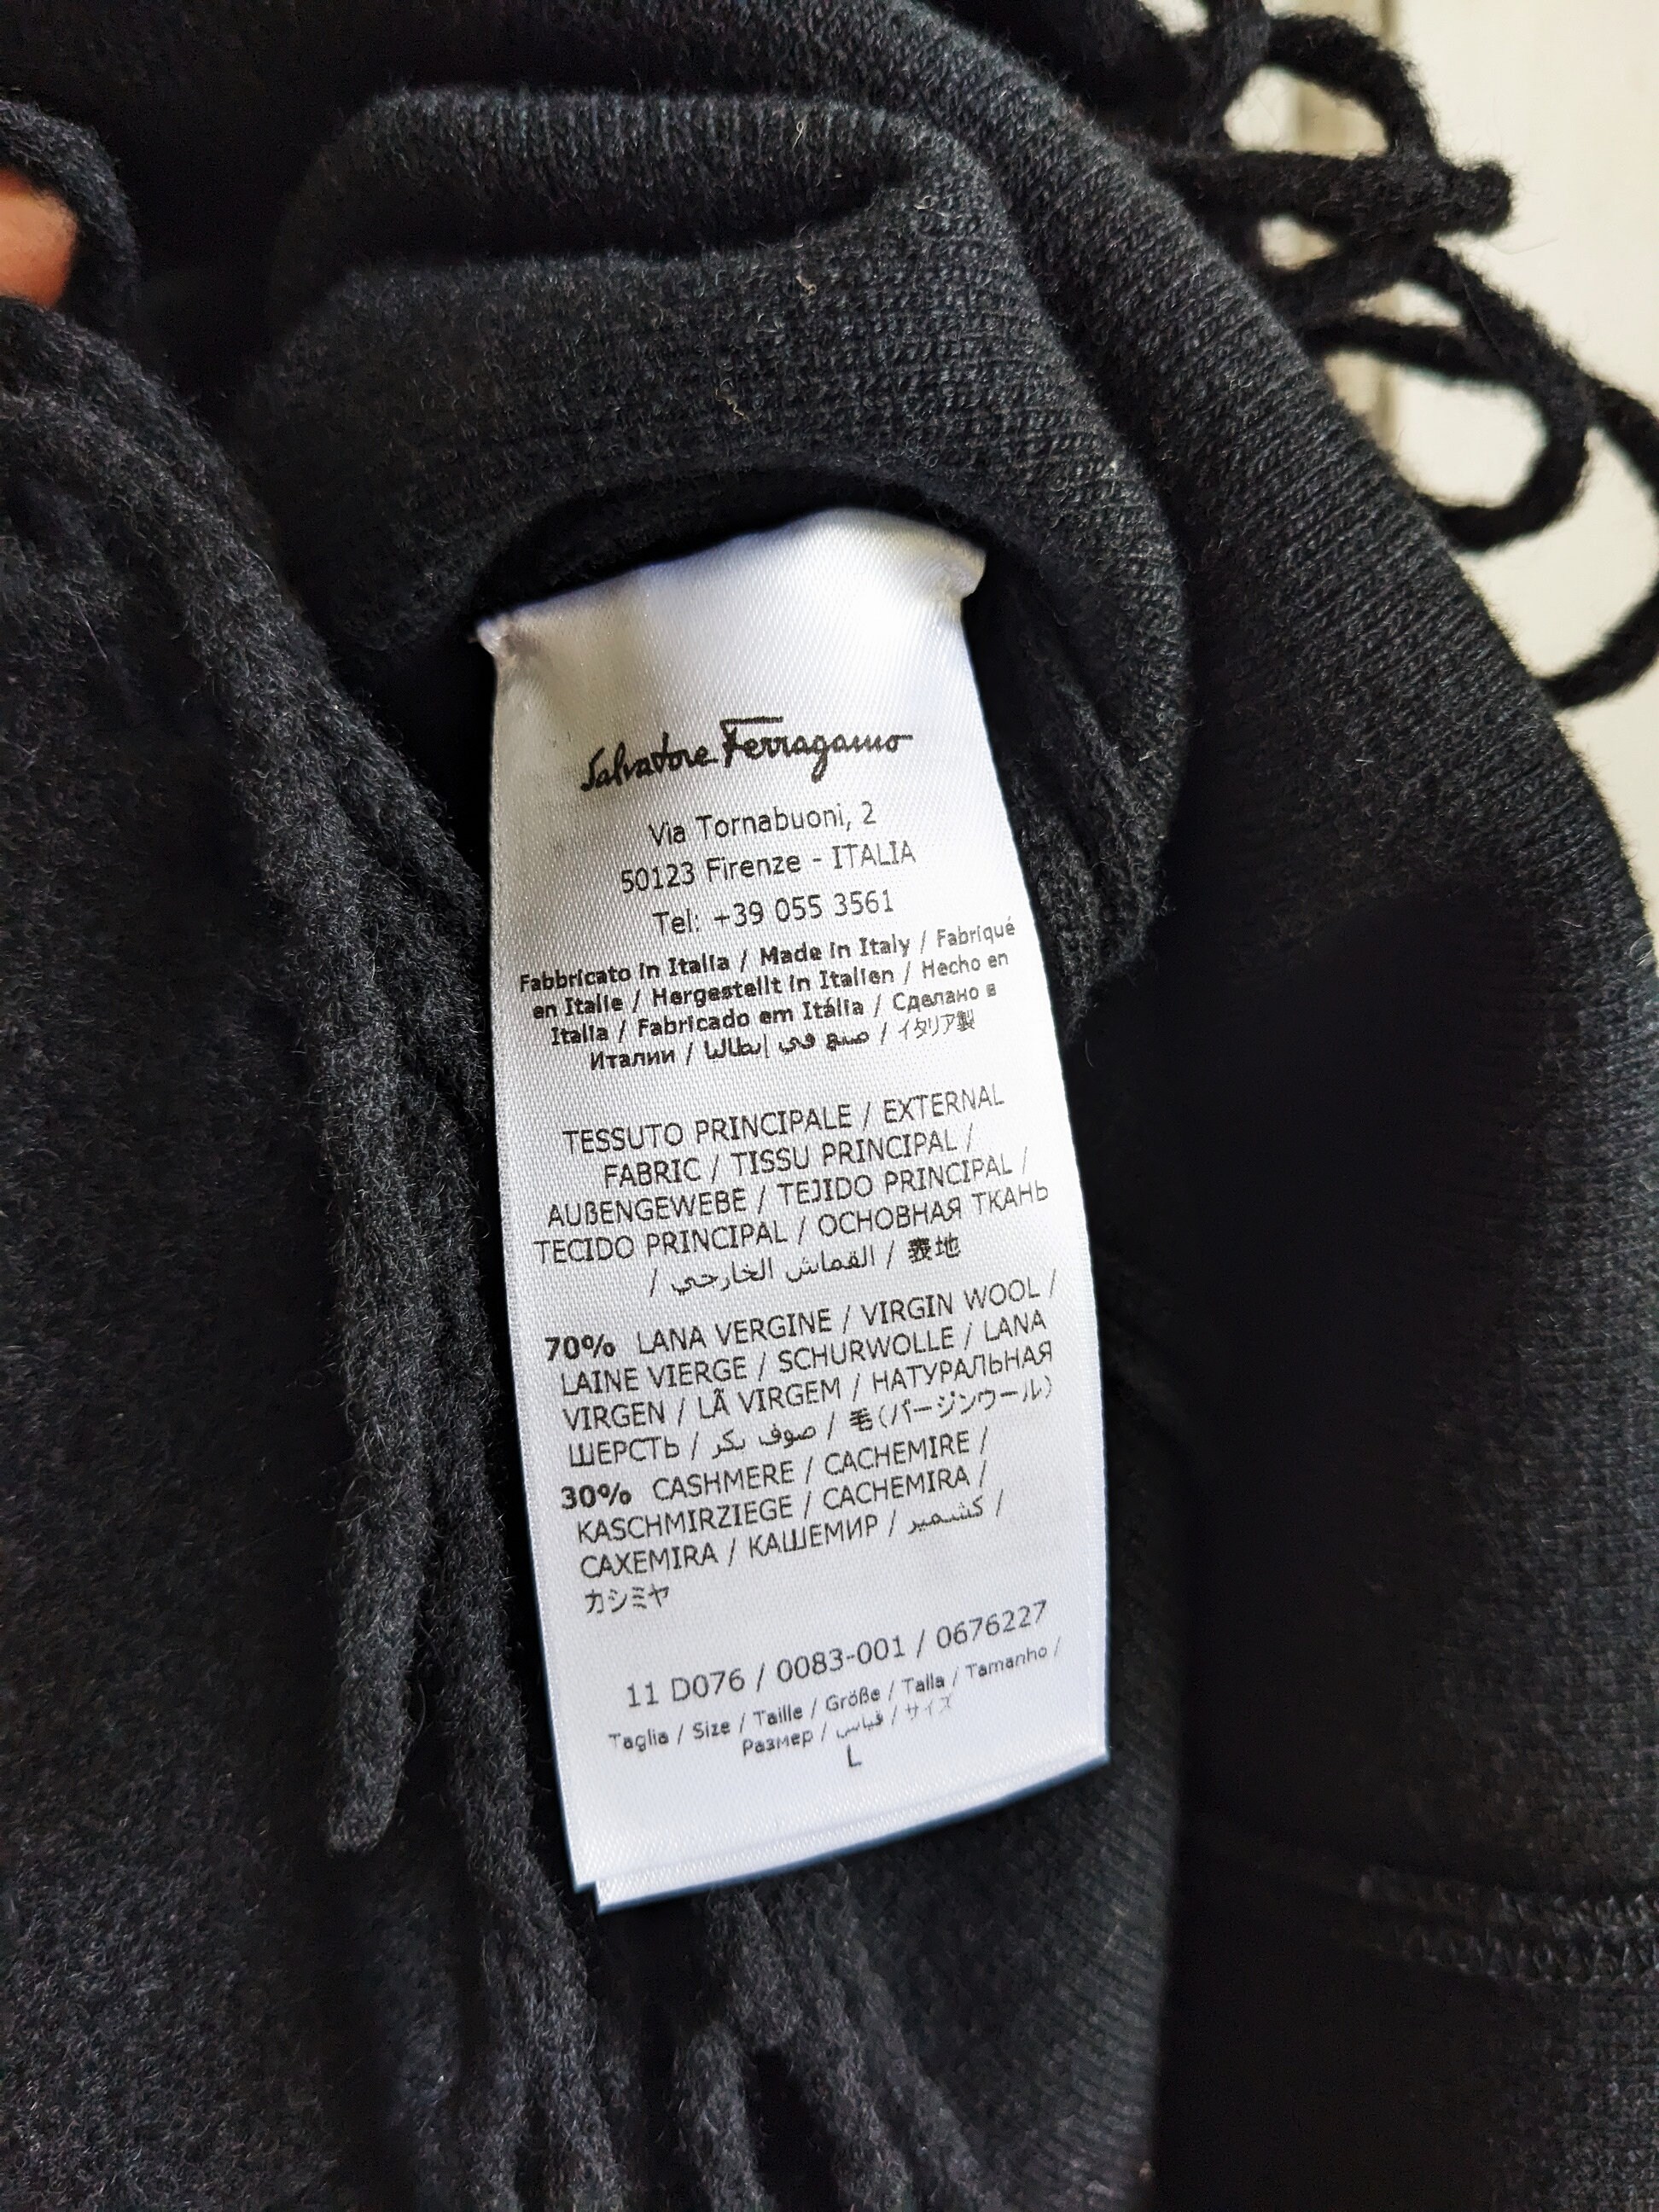 Salvatore Ferragamo
Via Tornabuoni, 2
50123 Firenze - ITALIA
Tel: +39 055 3561
Fabbricato in Italia / Made in Italy / Fabriqué
en Italie / Hergestellt in Italien / Hecho en
Italia / Fabricado em Itália / Сделано в
Италии / صنع في إيطاليا / イタリア製
TESSUTO PRINCIPALE / EXTERNAL
FABRIC / TISSU PRINCIPAL /
AUßENGEWEBE / TEJIDO PRINCIPAL /
TECIDO PRINCIPAL / ОСНОВНАЯ ТКАНЬ
/ القماش الخارجي / 表地
70% LANA VERGINE / VIRGIN WOOL /
LAINE VIERGE / SCHURWOLLE / LANA
VIRGEN / LÃ VIRGEM / НАТУРАЛЬНАЯ
ШЕРСТЬ / صوف بكر / 毛(バージンウール)
30% CASHMERE / CACHEMIRE /
KASCHMIRZIEGE / CACHEMIRA /
CAXEMIRA / КАШЕМИР / كشمير /
カシミヤ
11 D076 / 0083-001 / 0676227
Taglia / Size / Taille / Größe / Talla / Tamanho /
Размер / قياس / サイズ
L